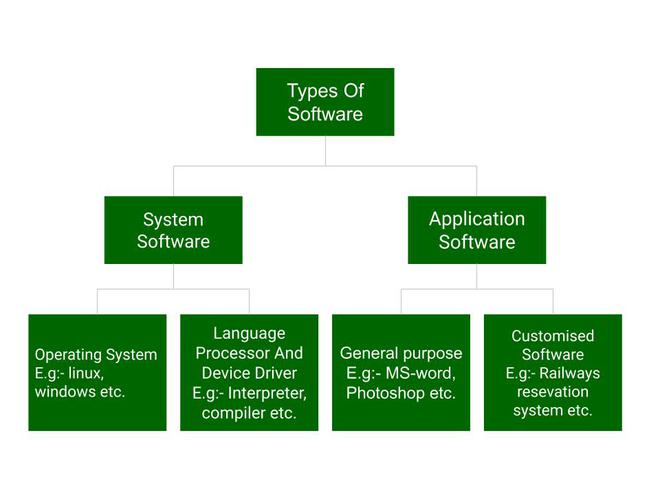 Types Of
Software
System
Software
Application
Software
Operating System
E.g:- linux,
windows etc.
Language
Processor And
Device Driver
E.g:- Interpreter,
compiler etc.
General purpose
E.g:- MS-word,
Photoshop etc.
Customised
Software
E.g:- Railways
resevation
system etc.